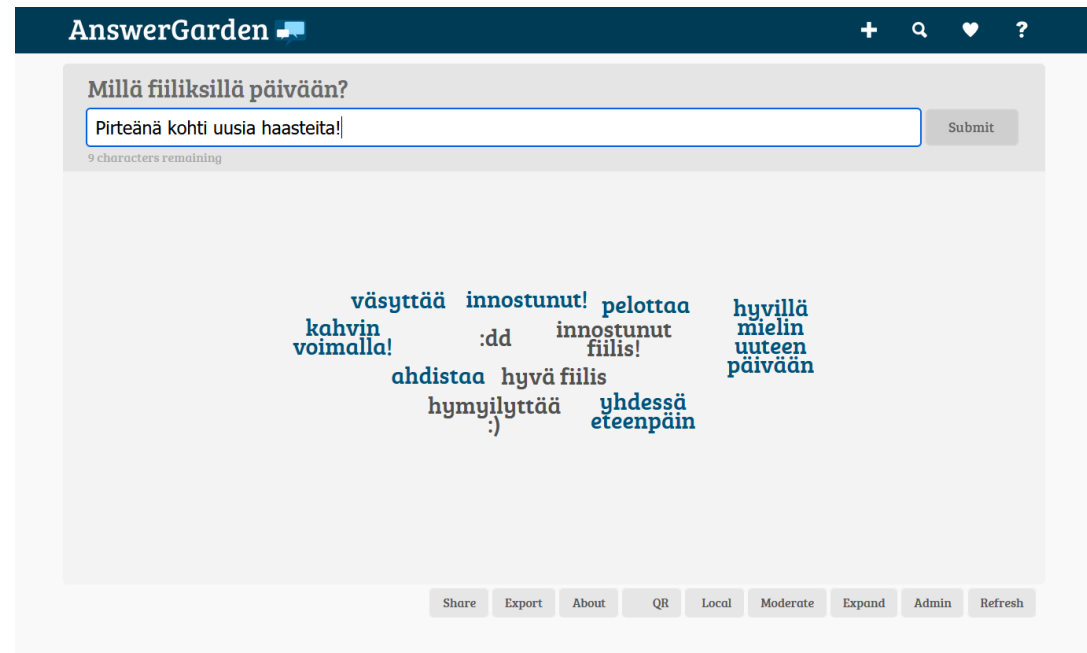 AnswerGarden
Millä fiiliksillä päivään?
Pirteänä kohti uusia haasteita!
Submit
9 characters remaining
väsyttää
innostunut!
pelottaa
hyvillä
mielin
uuteen
päivään
kahvin
voimalla!
:dd
innostunut
fiilis!
ahdistaa
hyvä fiilis
hymyilyttää
:)
yhdessä
eteenpäin
Share Export About QR Local Moderate Expand Admin Refresh